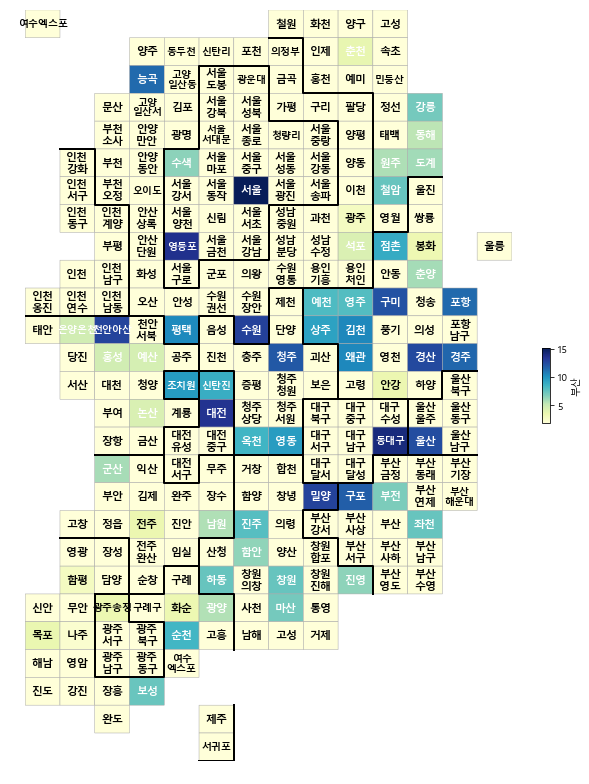 여수엑스포 철원 화천 양구 고성
양주 동두천 신탄리 포천 의정부 인제 춘천 속초
능곡 고양 일산동 서울 도봉 광운대 금곡 홍천 예미 민둥산
문산 고양 일산서 김포 서울 강북 서울 성북 가평 구리 팔당 정선 강릉
부천 소사 안양 만안 광명 서울 서대문 서울 종로 청량리 서울 중랑 양평 태백 동해
인천 강화 부천 안양 동안 수색 서울 마포 서울 중구 서울 성동 서울 강동 양동 원주 도계
인천 서구 부천 오정 오이도 서울 강서 서울 동작 서울 서울 광진 서울 송파 이천 철암 울진
인천 동구 인천 계양 안산 상록 서울 양천 신림 서울 서초 성남 중원 과천 광주 영월 쌍룡
부평 안산 단원 영등포 서울 금천 서울 강남 성남 분당 성남 수정 석포 점촌 봉화 울릉
인천 인천 남구 화성 서울 구로 군포 의왕 수원 영통 용인 기흥 용인 처인 안동 춘양
인천 옹진 인천 연수 인천 남동 오산 안성 수원 권선 수원 장안 제천 예천 영주 구미 청송 포항
태안 온양온천 천안아산 천안 서북 평택 음성 수원 단양 상주 김천 풍기 의성 포항 남구
당진 홍성 예산 공주 진천 충주 청주 괴산 왜관 영천 경산 경주
서산 대천 청양 조치원 신탄진 증평 청주 청원 보은 고령 안강 하양 울산 북구
부여 논산 계룡 대전 청주 상당 청주 서원 대구 북구 대구 중구 대구 수성 울산 울주 울산 동구
장항 금산 대전 유성 대전 중구 옥천 영동 대구 서구 대구 남구 동대구 울산 울산 남구
군산 익산 대전 서구 무주 거창 합천 대구 달서 대구 달성 부산 금정 부산 동래 부산 기장
부안 김제 완주 장수 함양 창녕 밀양 구포 부전 부산 연제 부산 해운대
고창 정읍 전주 진안 남원 진주 의령 부산 강서 부산 사상 부산 좌천
영광 장성 전주 완산 임실 산청 함안 양산 창원 합포 부산 서구 부산 사하 부산 남구
함평 담양 순창 구례 하동 창원 의창 창원 창원 진해 진영 부산 영도 부산 수영
신안 무안 광주송정 구례구 화순 광양 사천 마산 통영
목포 나주 광주 서구 광주 북구 순천 고흥 남해 고성 거제
해남 영암 광주 남구 광주 동구 여수 엑스포
진도 강진 장흥 보성
완도 제주
서귀포
15
10
5
부산